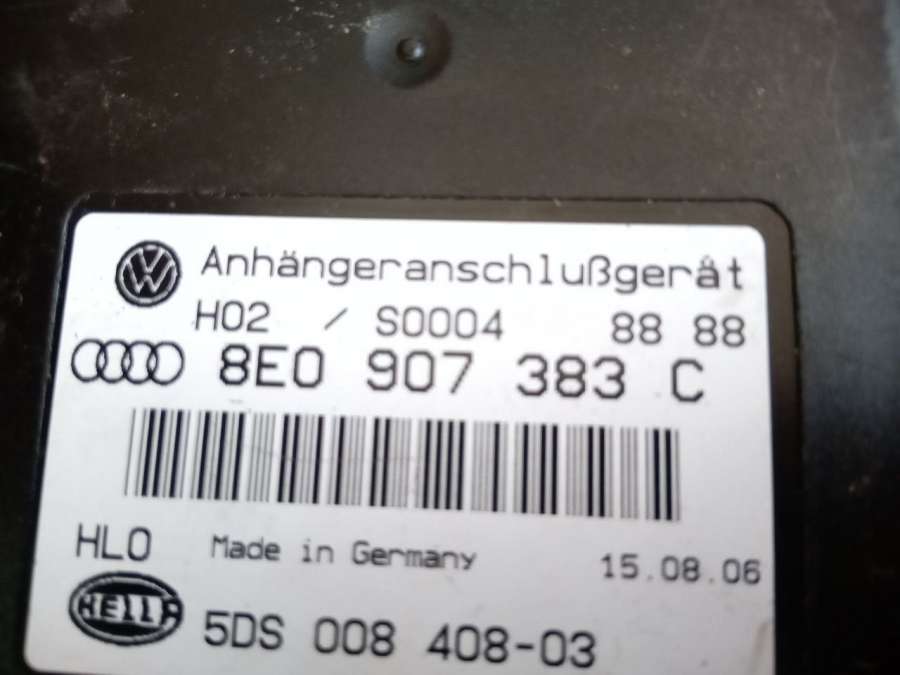 Anhängeranschlußgerät
H02 / S0004 88 88
8E0 907 383 C
HLO Made in Germany 15.08.06
HELLA 5DS 008 408-03